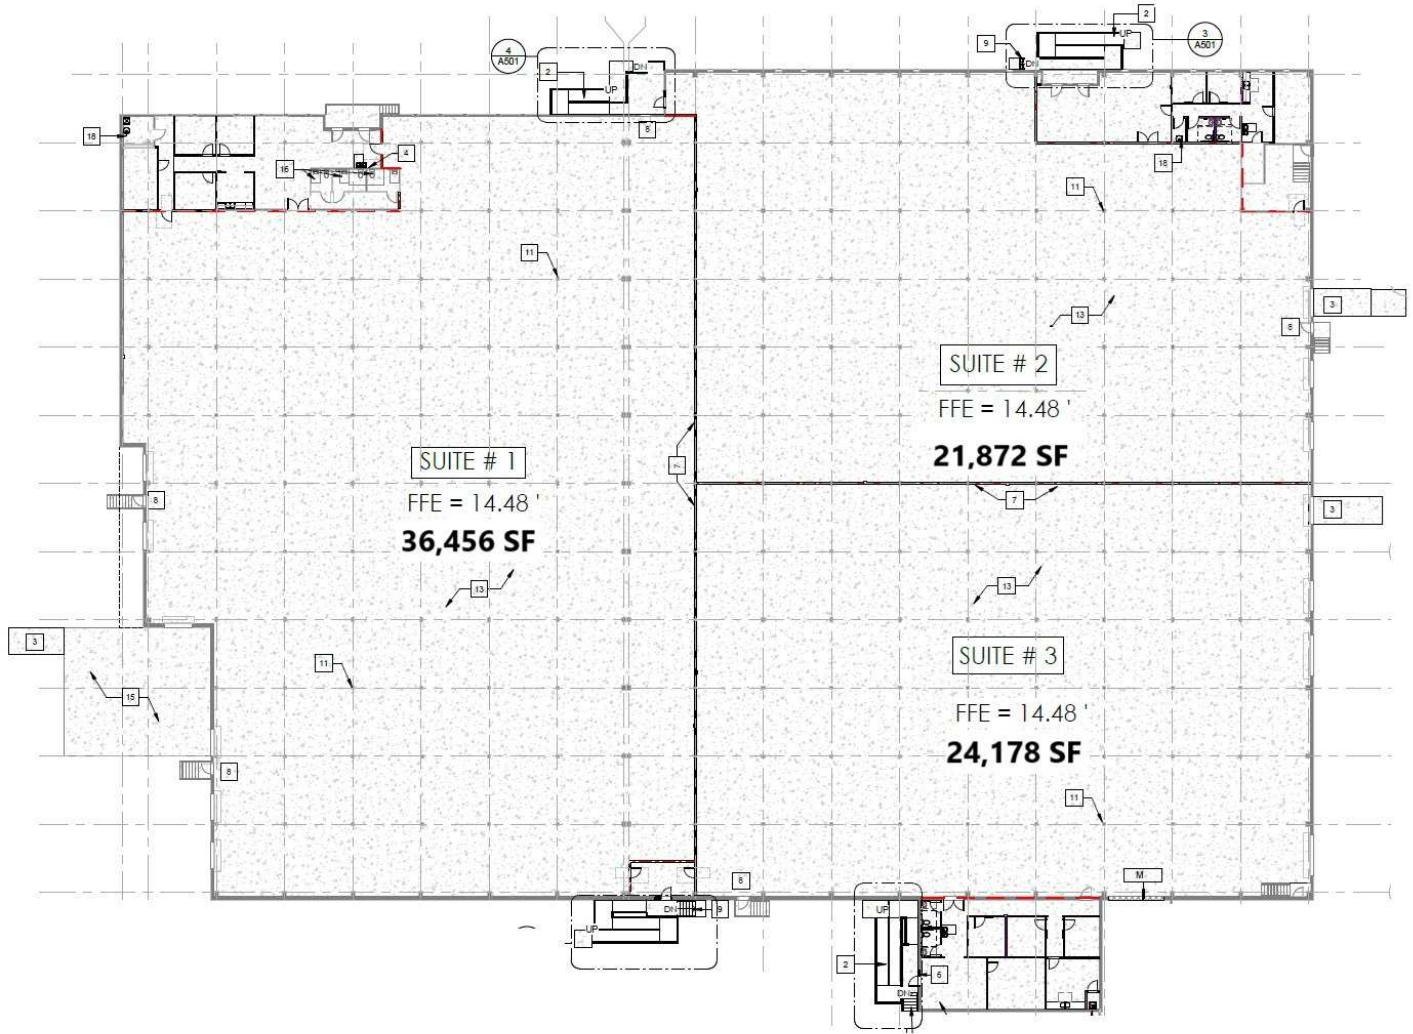 2
UP
9
DN
3
A501
4
A501
DN
2
UP
6
18
4
16
18
11
11
3
13
8
SUITE # 2
FFE = 14.48 '
21,872 SF
SUITE # 1
7
FFE = 14.48 '
36,456 SF
8
7
3
13
13
3
SUITE # 3
11
15
FFE = 14.48 '
24,178 SF
8
11
8
M
UP
DN
9
UP
2
6
DN